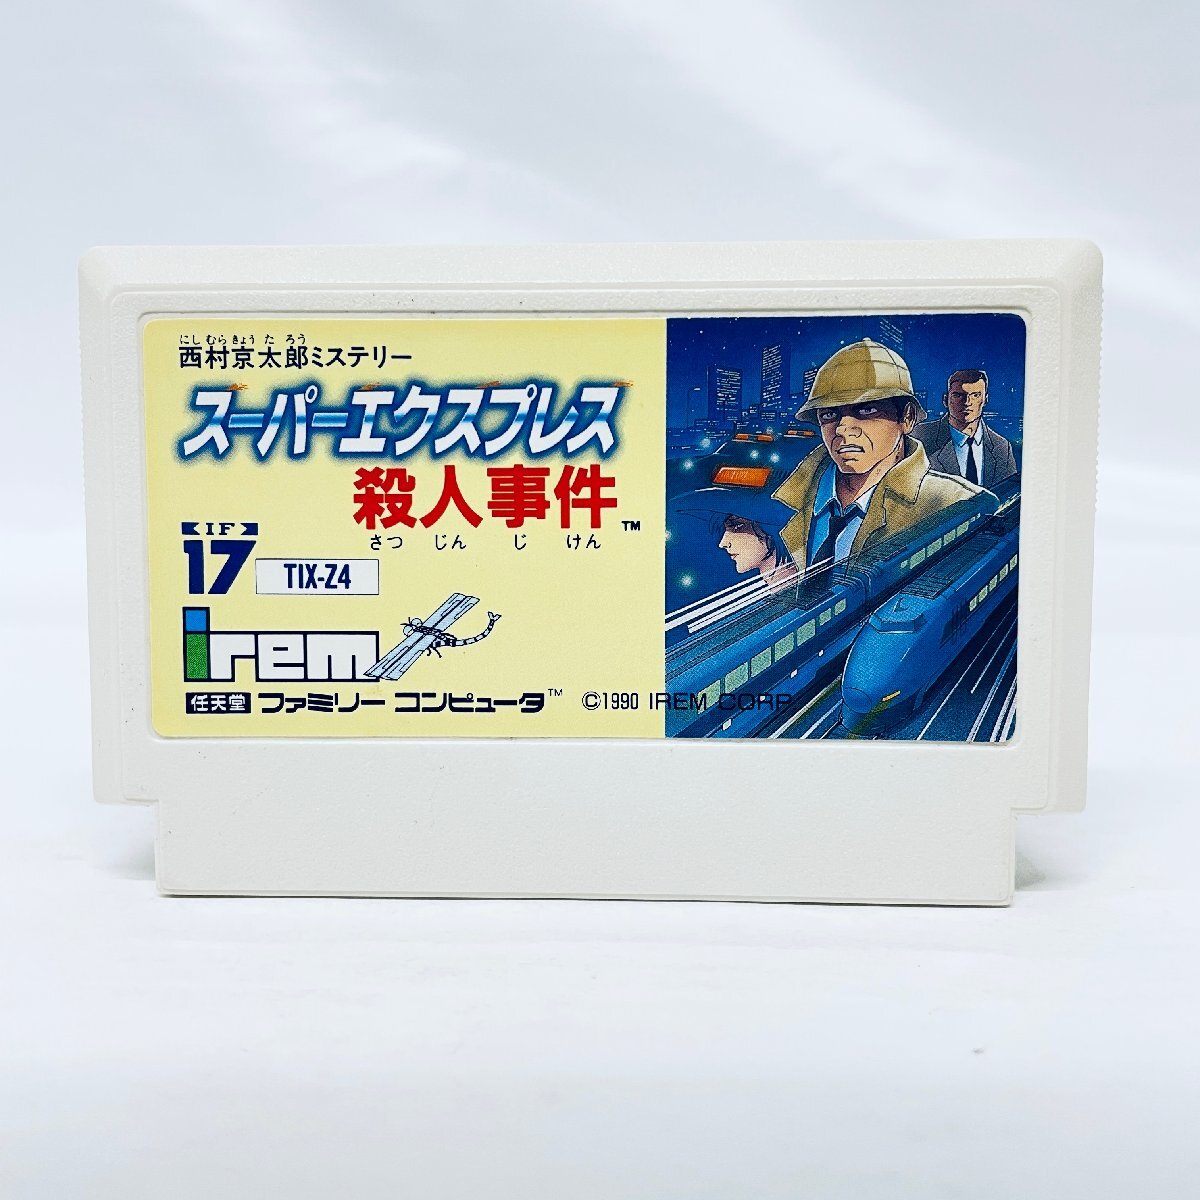 にし むら きょう た ろう
西村京太郎ミステリー
スーパーエクスプレス
殺人事件™
さつ じん じ けん
IF
17
TIX-Z4
irem
任天堂 ファミリー コンピュータ™ ©1990 IREM CORP.